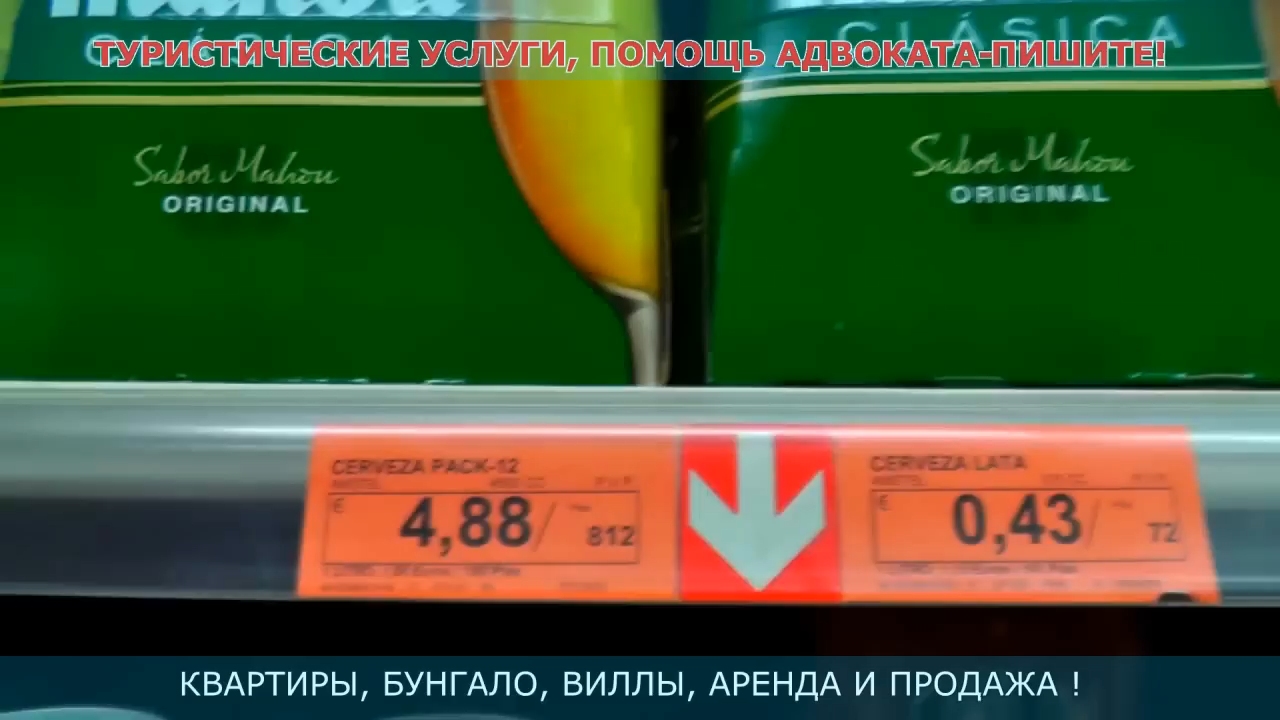 ТУРИСТИЧЕСКИЕ УСЛУГИ, ПОМОЩЬ АДВОКАТА-ПИШИТЕ!
CLÁSICA
Sabor Mahou
ORIGINAL
Sabor Mahou
ORIGINAL
CERVEZA PACK-12
€ 4,88/ 812
CERVEZA LATA
€ 0,43/ 72
КВАРТИРЫ, БУНГАЛО, ВИЛЛЫ, АРЕНДА И ПРОДАЖА !